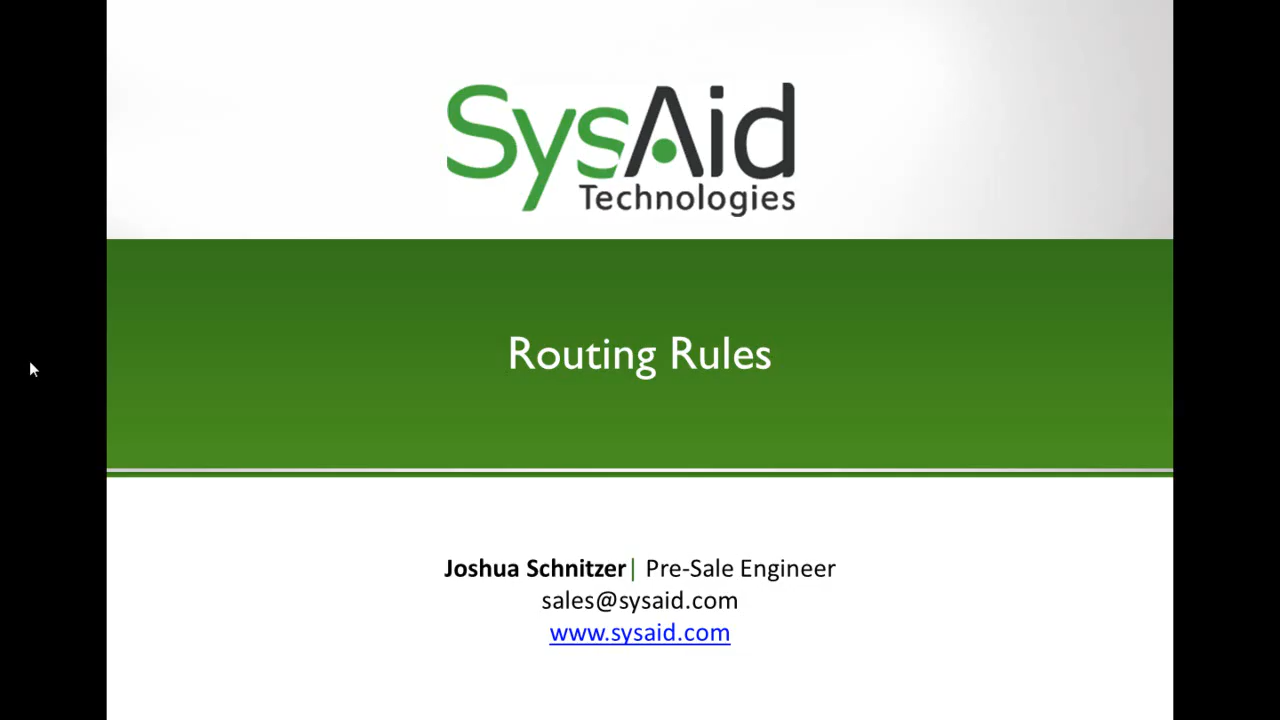 SysAid
Technologies
Routing Rules
Joshua Schnitzer| Pre-Sale Engineer
sales@sysaid.com
www.sysaid.com